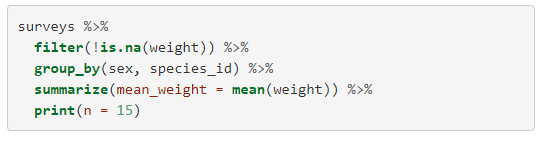 surveys %>%
  filter(!is.na(weight)) %>%
  group_by(sex, species_id) %>%
  summarize(mean_weight = mean(weight)) %>%
  print(n = 15)